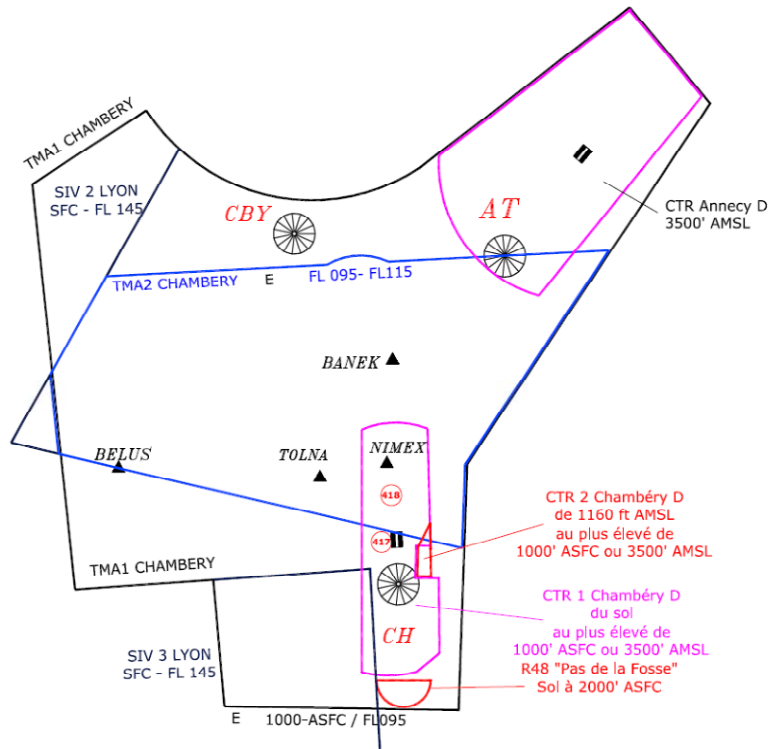 TMA1 CHAMBERY
SIV 2 LYON
SFC - FL 145
CBY
AT
CTR Annecy D
3500' AMSL
TMA2 CHAMBERY
E
FL 095- FL115
BANEK
BELUS
TOLNA
NIMEX
418
417
CTR 2 Chambéry D
de 1160 ft AMSL
au plus élevé de
1000' ASFC ou 3500' AMSL
TMA1 CHAMBERY
CTR 1 Chambéry D
du sol
au plus élevé de
1000' ASFC ou 3500' AMSL
CH
SIV 3 LYON
SFC - FL 145
R48 "Pas de la Fosse"
Sol à 2000' ASFC
E
1000-ASFC / FL095